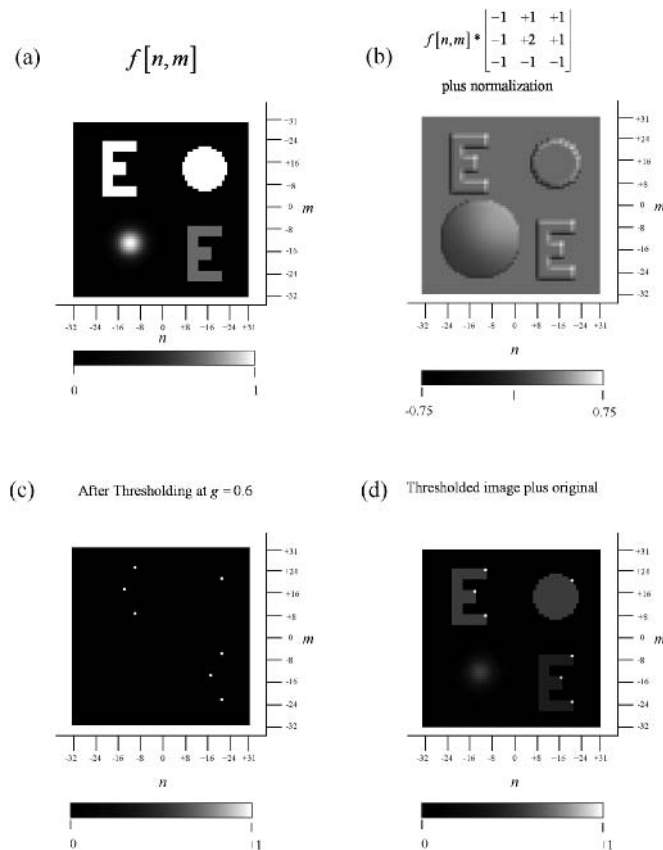 (a)
f[n,m]
+31
+24
+16
+8
0
-8
-16
-24
-32
m
E
E
-32 -24 -16 -8 0 +8 -16 -24 +31
n
0 1
(b)
-1 +1 +1
f[n,m] * -1 +2 +1
-1 -1 -1
plus normalization
+31
+24
+16
+8
0
-8
-16
-24
-32
m
E
E
-32 -24 -16 -8 0 +8 -16 -24 +31
n
-0.75 0.75
(c)
After Thresholding at g = 0.6
+31
+24
+16
+8
0
-8
-16
-24
-32
m
-32 -24 -16 -8 0 +8 -16 -24 +31
n
0 +1
(d)
Thresholded image plus original
+31
+24
+16
+8
0
-8
-16
-24
-32
m
E
E
-32 -24 -16 -8 0 +8 -16 -24 +31
n
0 +1